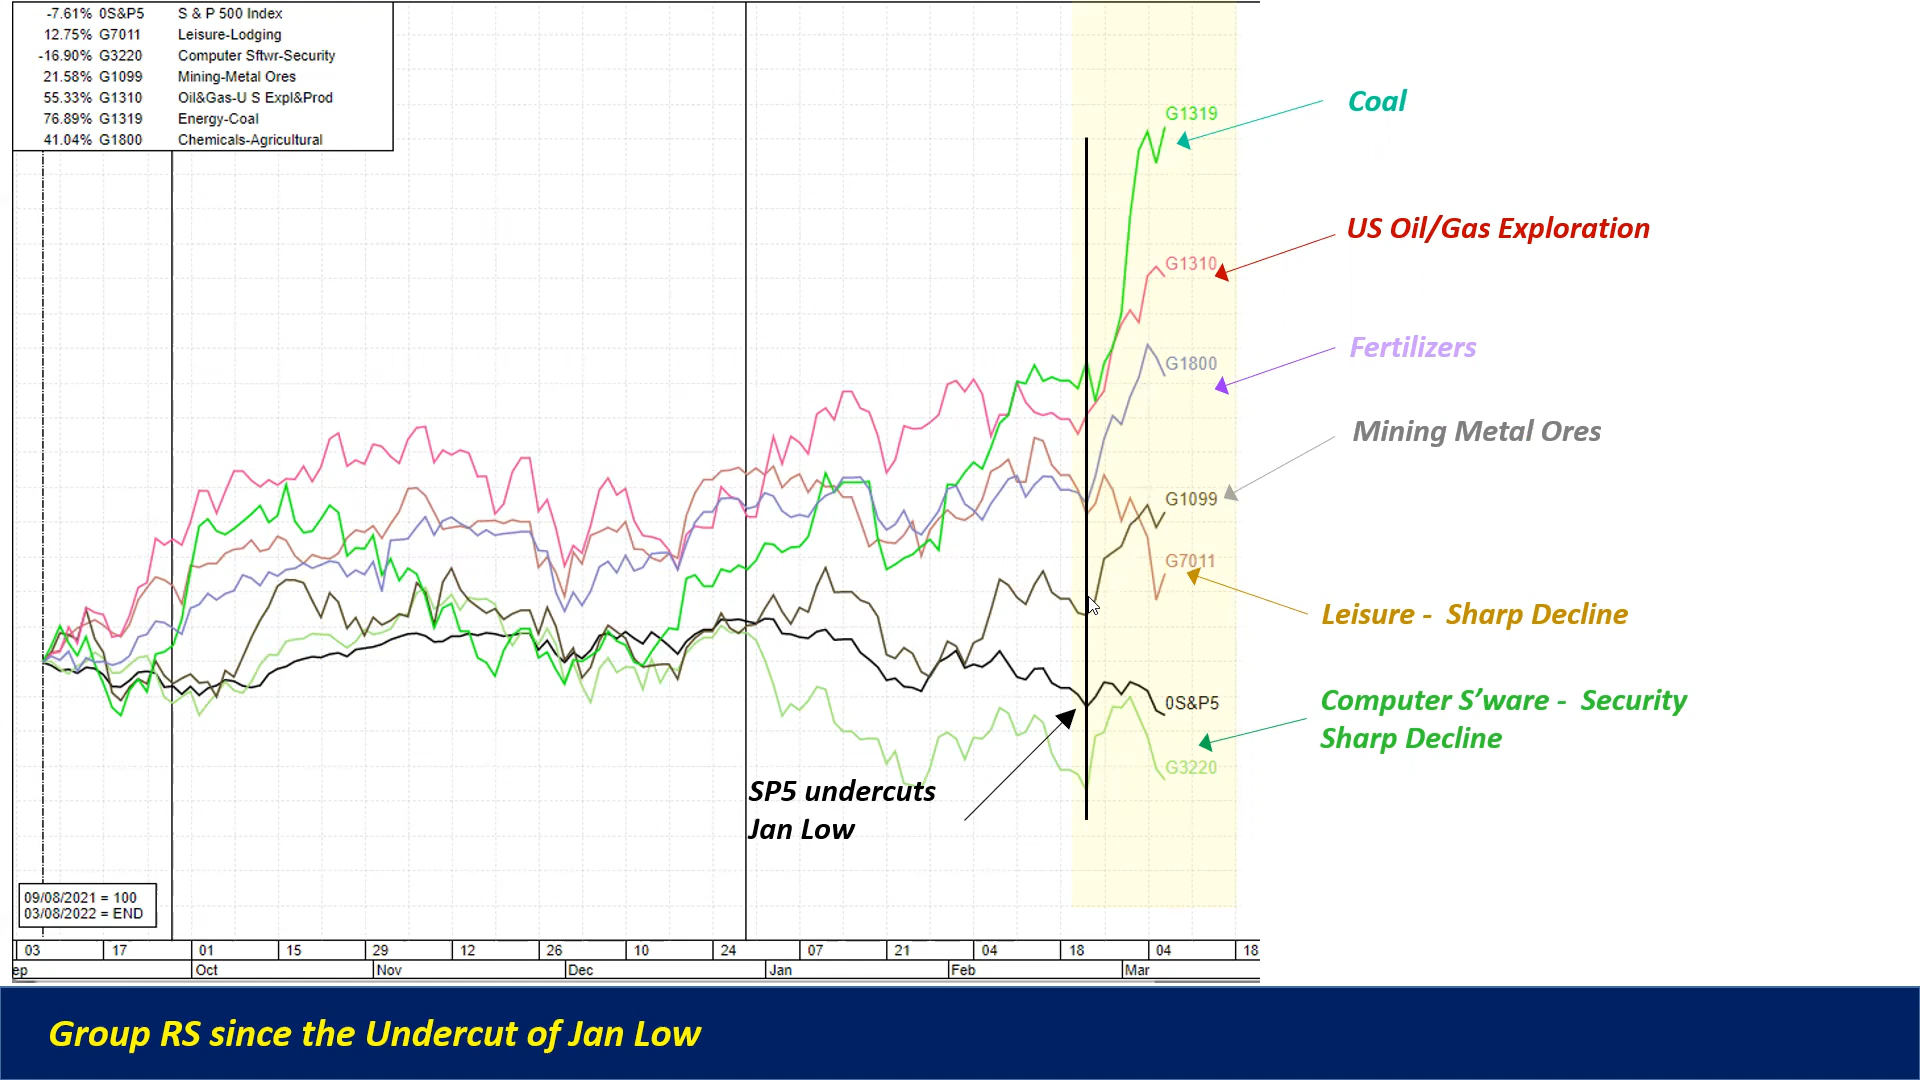 -7.61% 0S&P5 S & P 500 Index
12.75% G7011 Leisure-Lodging
-16.90% G3220 Computer Sftwr-Security
21.58% G1099 Mining-Metal Ores
55.33% G1310 Oil&Gas-U S Expl&Prod
76.89% G1319 Energy-Coal
41.04% G1800 Chemicals-Agricultural
Coal
G1319
US Oil/Gas Exploration
G1310
Fertilizers
G1800
Mining Metal Ores
G1099
G7011
Leisure - Sharp Decline
Computer S’ware - Security
Sharp Decline
0S&P5
G3220
SP5 undercuts
Jan Low
09/08/2021 = 100
03/08/2022 = END
03 17 01 15 29 12 26 10 24 07 21 04 18 04 18
ep Oct Nov Dec Jan Feb Mar
Group RS since the Undercut of Jan Low